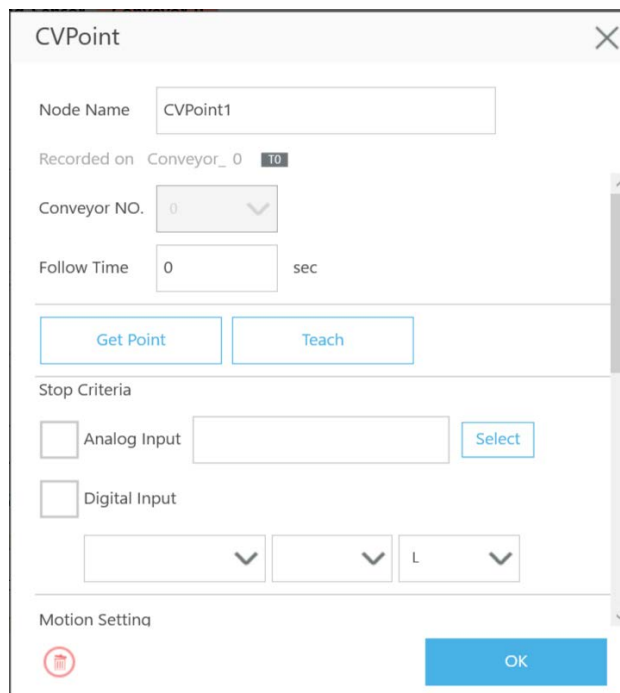 CVPoint
Node Name CVPoint1
Recorded on Conveyor_ 0 T0
Conveyor NO. 0
Follow Time 0 sec
Get Point Teach
Stop Criteria
Analog Input Select
Digital Input
L
Motion Setting
OK